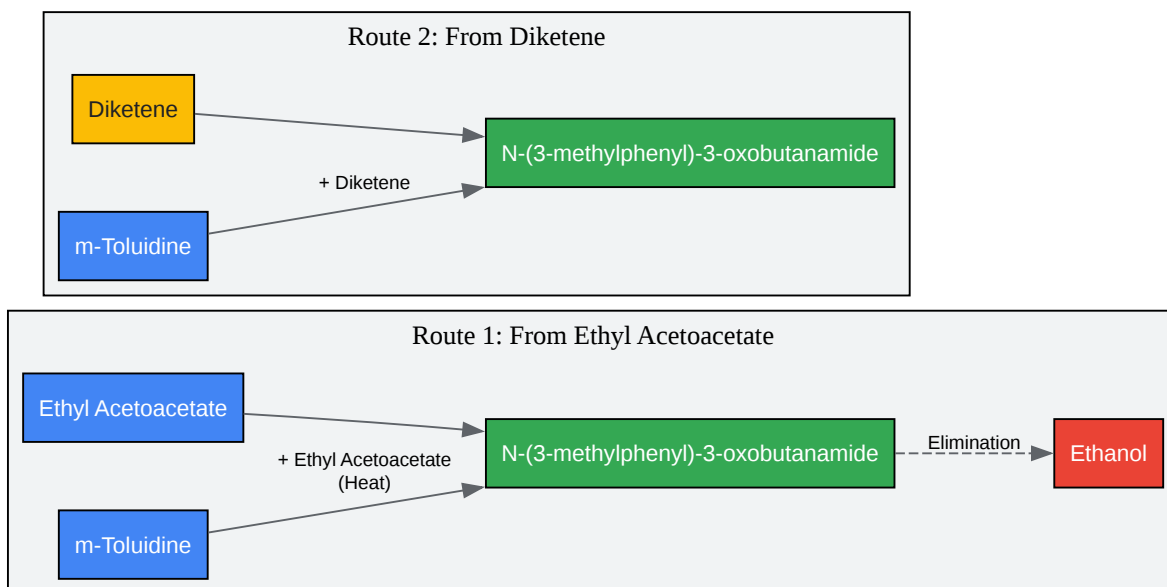 Route 2: From Diketene
Diketene
N-(3-methylphenyl)-3-oxobutanamide
+ Diketene
m-Toluidine
Route 1: From Ethyl Acetoacetate
Ethyl Acetoacetate
N-(3-methylphenyl)-3-oxobutanamide
Elimination
Ethanol
+ Ethyl Acetoacetate
(Heat)
m-Toluidine